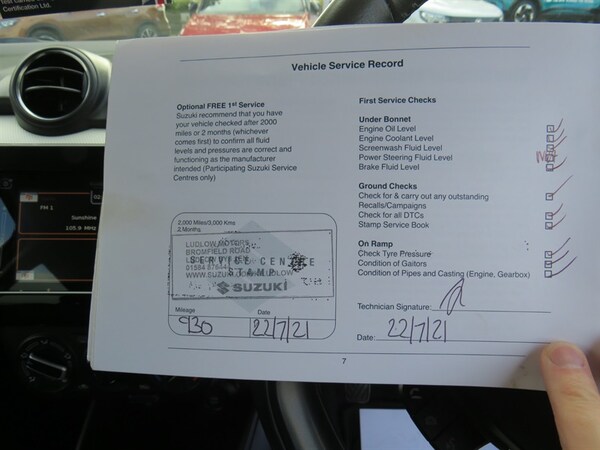 Certification Ltd.
FM 1
Sunshine
105.9 MHz
Vehicle Service Record
Optional FREE 1st Service
Suzuki recommend that you have
your vehicle checked after 2000
miles or 2 months (whichever
comes first) to confirm all fluid
levels and pressures are correct and
functioning as the manufacturer
intended (Participating Suzuki Service
Centres only)
2,000 Miles/3,000 Kms
2 Months
LUDLOW MOTORS
BROMFIELD ROAD
SERVICE CENTRE
STAMP
SUZUKI
Mileage
Date
930
22/7/21
First Service Checks
Under Bonnet
Engine Oil Level
Engine Coolant Level
Screenwash Fluid Level
Power Steering Fluid Level
Brake Fluid Level
Ground Checks
Check for & carry out any outstanding
Recalls/Campaigns
Check for all DTCs
Stamp Service Book
On Ramp
Check Tyre Pressure
Condition of Gaitors
Condition of Pipes and Casting (Engine, Gearbox)
Technician Signature:
Date: 22/7/21
7